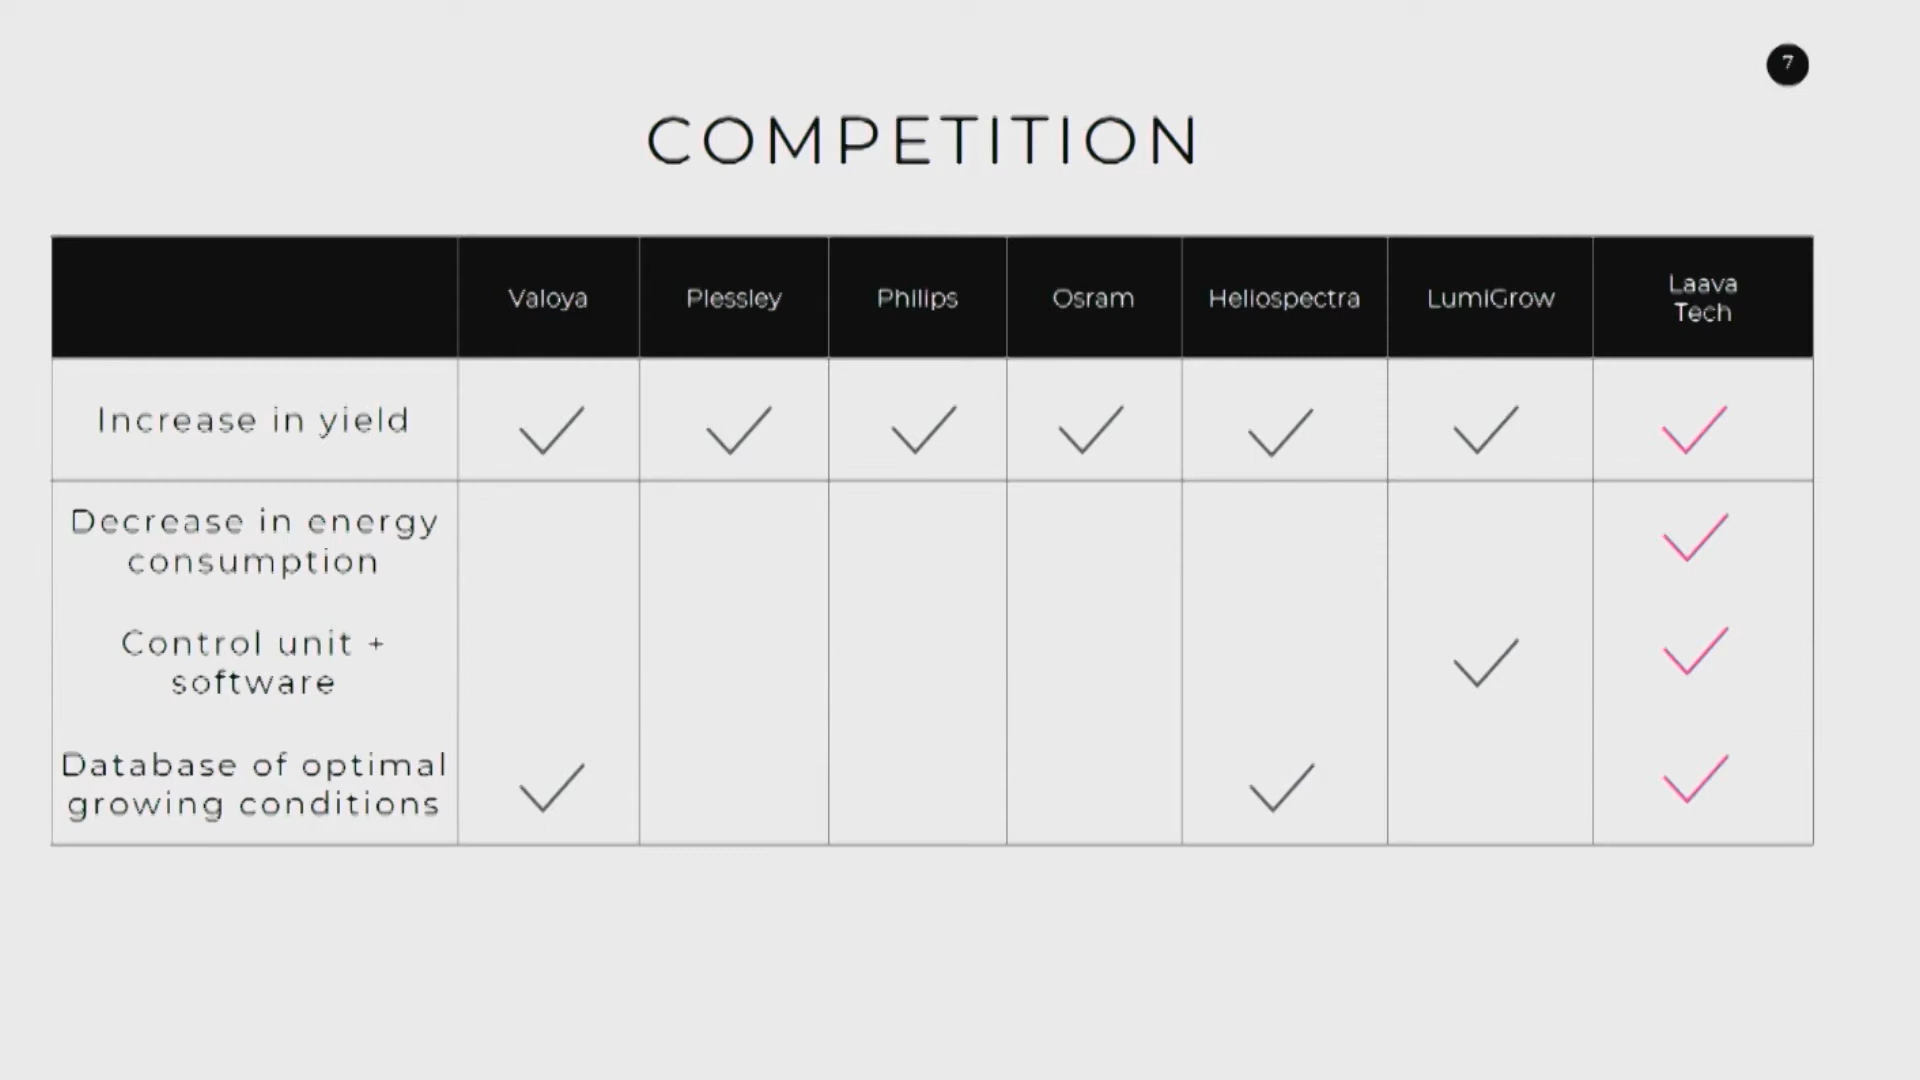 7
COMPETITION
Valoya
Plessley
Philips
Osram
Heliospectra
LumiGrow
Laava
Tech
Increase in yield
Decrease in energy
consumption
Control unit +
software
Database of optimal
growing conditions